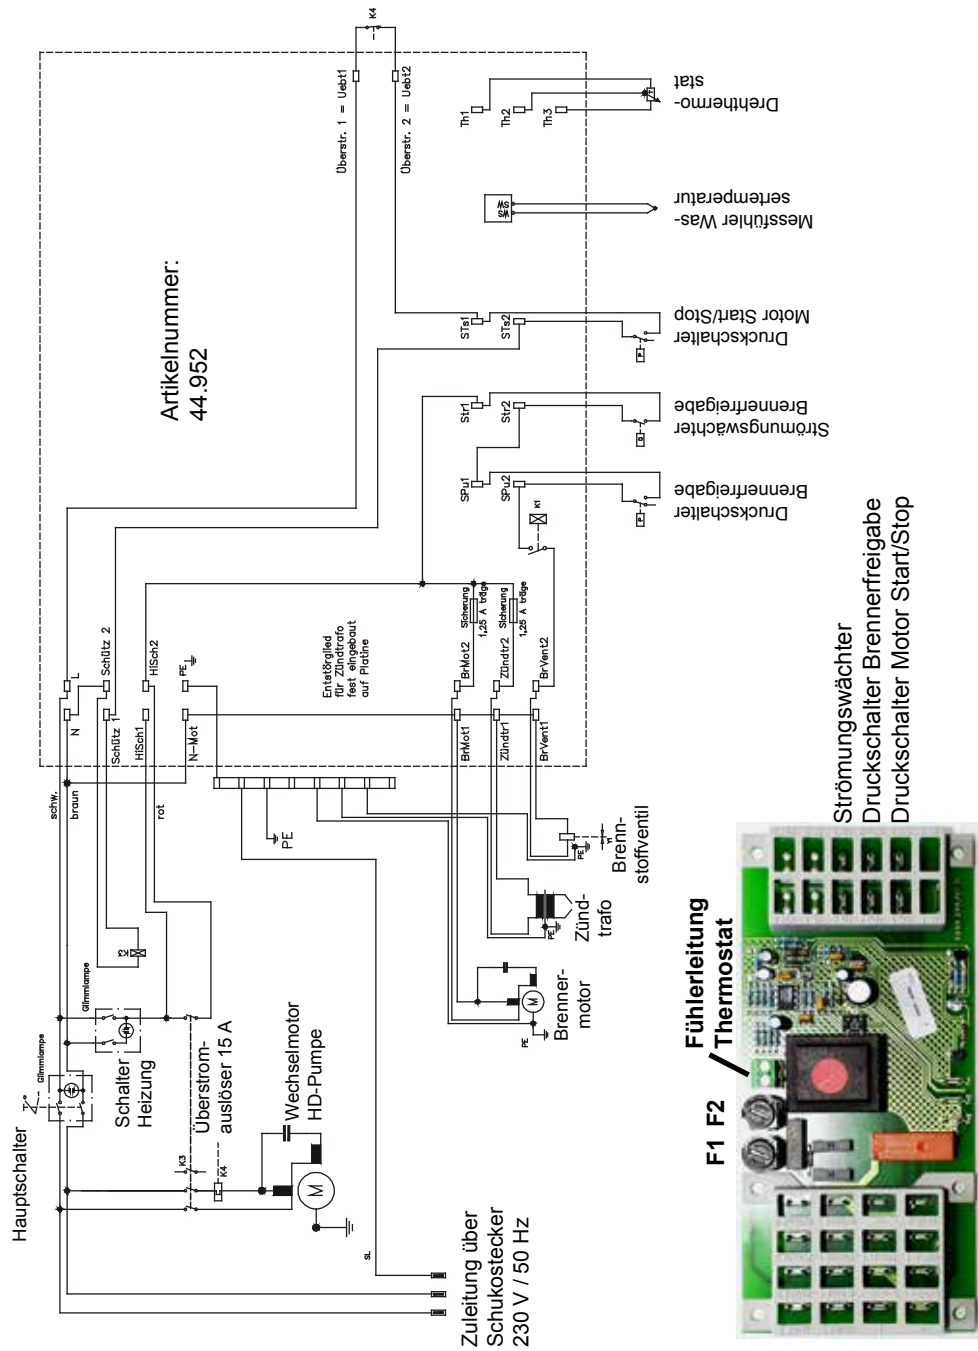 Hauptschalter
Glimmlampe
Schalter
Heizung
Glimmlampe
Überstrom-
auslöser 15 A
K3
K4
Wechselmotor
HD-Pumpe
M
SL
Zuleitung über
Schukostecker
230 V / 50 Hz
schw.
braun
rot
N
L
Schütz 1
Schütz 2
HiSch1
HiSch2
N-Mot
PE
PE
Entstörglied
für Zündtrafo
fest eingebaut
auf Platine
BrMot1
BrMot2
Sicherung
1,25 A träge
Zündtr1
Zündtr2
Sicherung
1,25 A träge
BrVent1
BrVent2
PE
M
Brenner-
motor
PE
Zünd-
trafo
PE
Y1
Brenn-
stoffventil
Artikelnummer:
44.952
K4
Überstr. 1 = Uebt1
Überstr. 2 = Uebt2
K1
SPu1
SPu2
P
Druckschalter
Brennerfreigabe
Str1
Str2
Q
Strömungswächter
Brennerfreigabe
STs1
STs2
P
Druckschalter
Motor Start/Stop
WS
SW
Messfühler Was-
sertemperatur
Th1
Th2
Th3
Drehthermo-
stat
F1 F2
Fühlerleitung
Thermostat
Strömungswächter
Druckschalter Brennerfreigabe
Druckschalter Motor Start/Stop